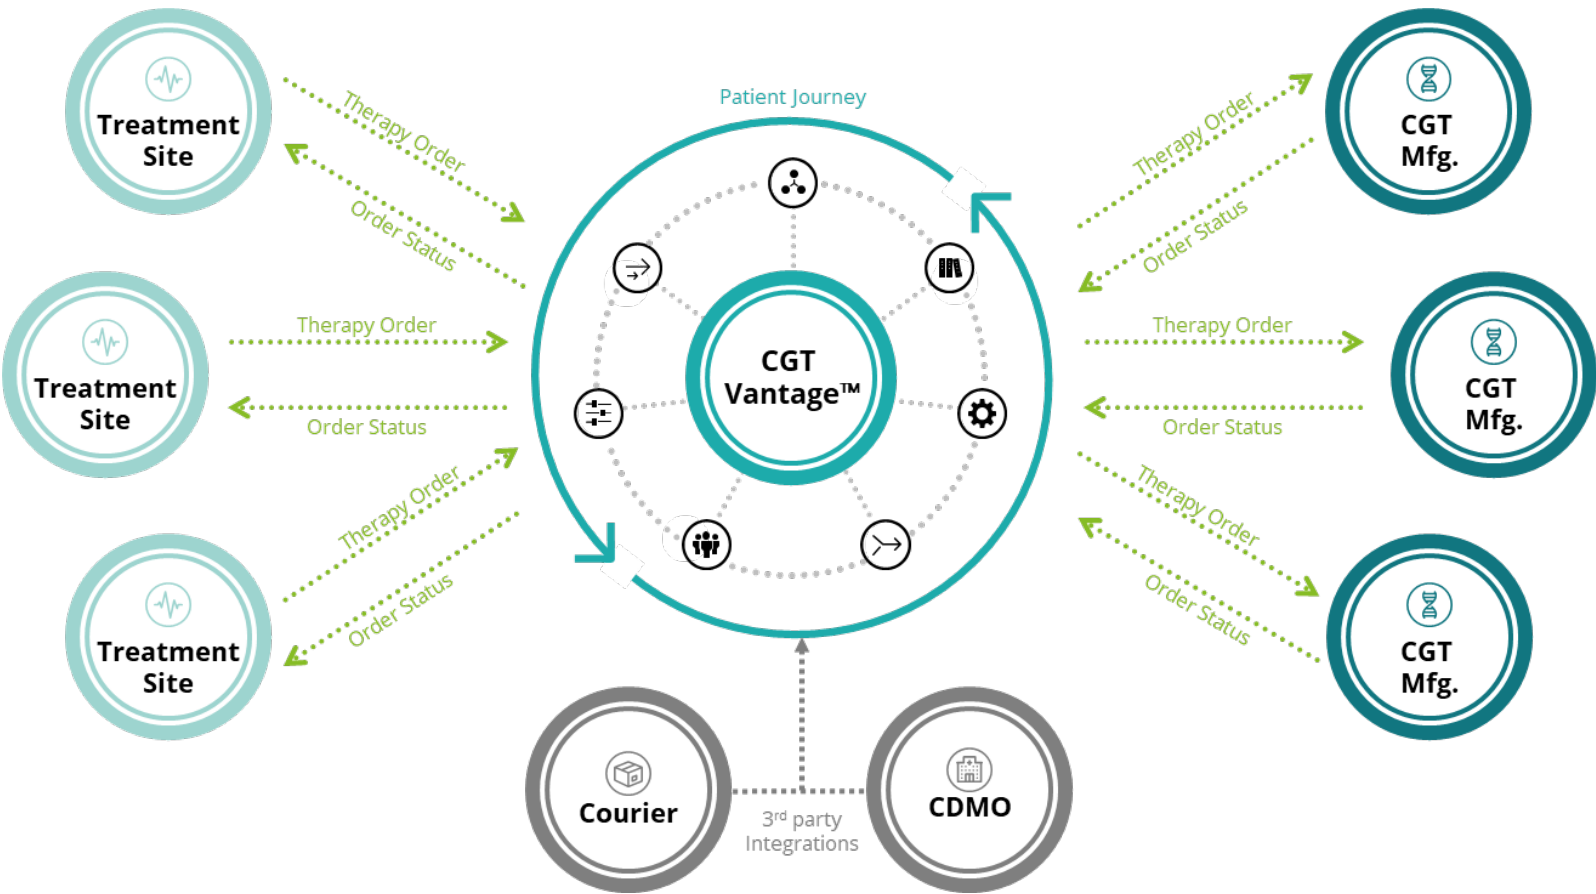 Patient Journey
Treatment
Site
Therapy Order
Order Status
Treatment
Site
Therapy Order
Order Status
Treatment
Site
Therapy Order
Order Status
CGT
Vantage™
Therapy Order
Order Status
CGT
Mfg.
Therapy Order
Order Status
CGT
Mfg.
Therapy Order
Order Status
CGT
Mfg.
Courier
3rd party
Integrations
CDMO